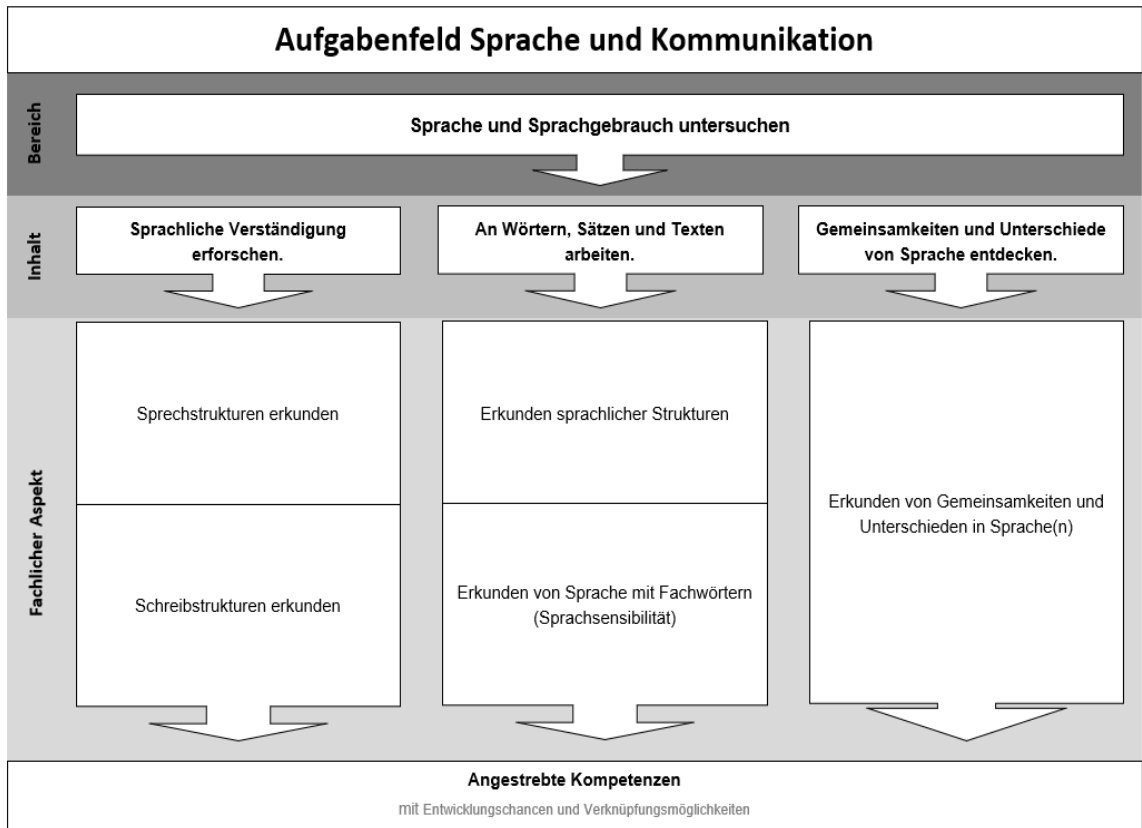 Aufgabenfeld Sprache und Kommunikation
Bereich
Sprache und Sprachgebrauch untersuchen
Inhalt
Sprachliche Verständigung
erforschen.
An Wörtern, Sätzen und Texten
arbeiten.
Gemeinsamkeiten und Unterschiede
von Sprache entdecken.
Fachlicher Aspekt
Sprechstrukturen erkunden
Schreibstrukturen erkunden
Erkunden sprachlicher Strukturen
Erkunden von Sprache mit Fachwörtern
(Sprachsensibilität)
Erkunden von Gemeinsamkeiten und
Unterschieden in Sprache(n)
Angestrebte Kompetenzen
mit Entwicklungschancen und Verknüpfungsmöglichkeiten